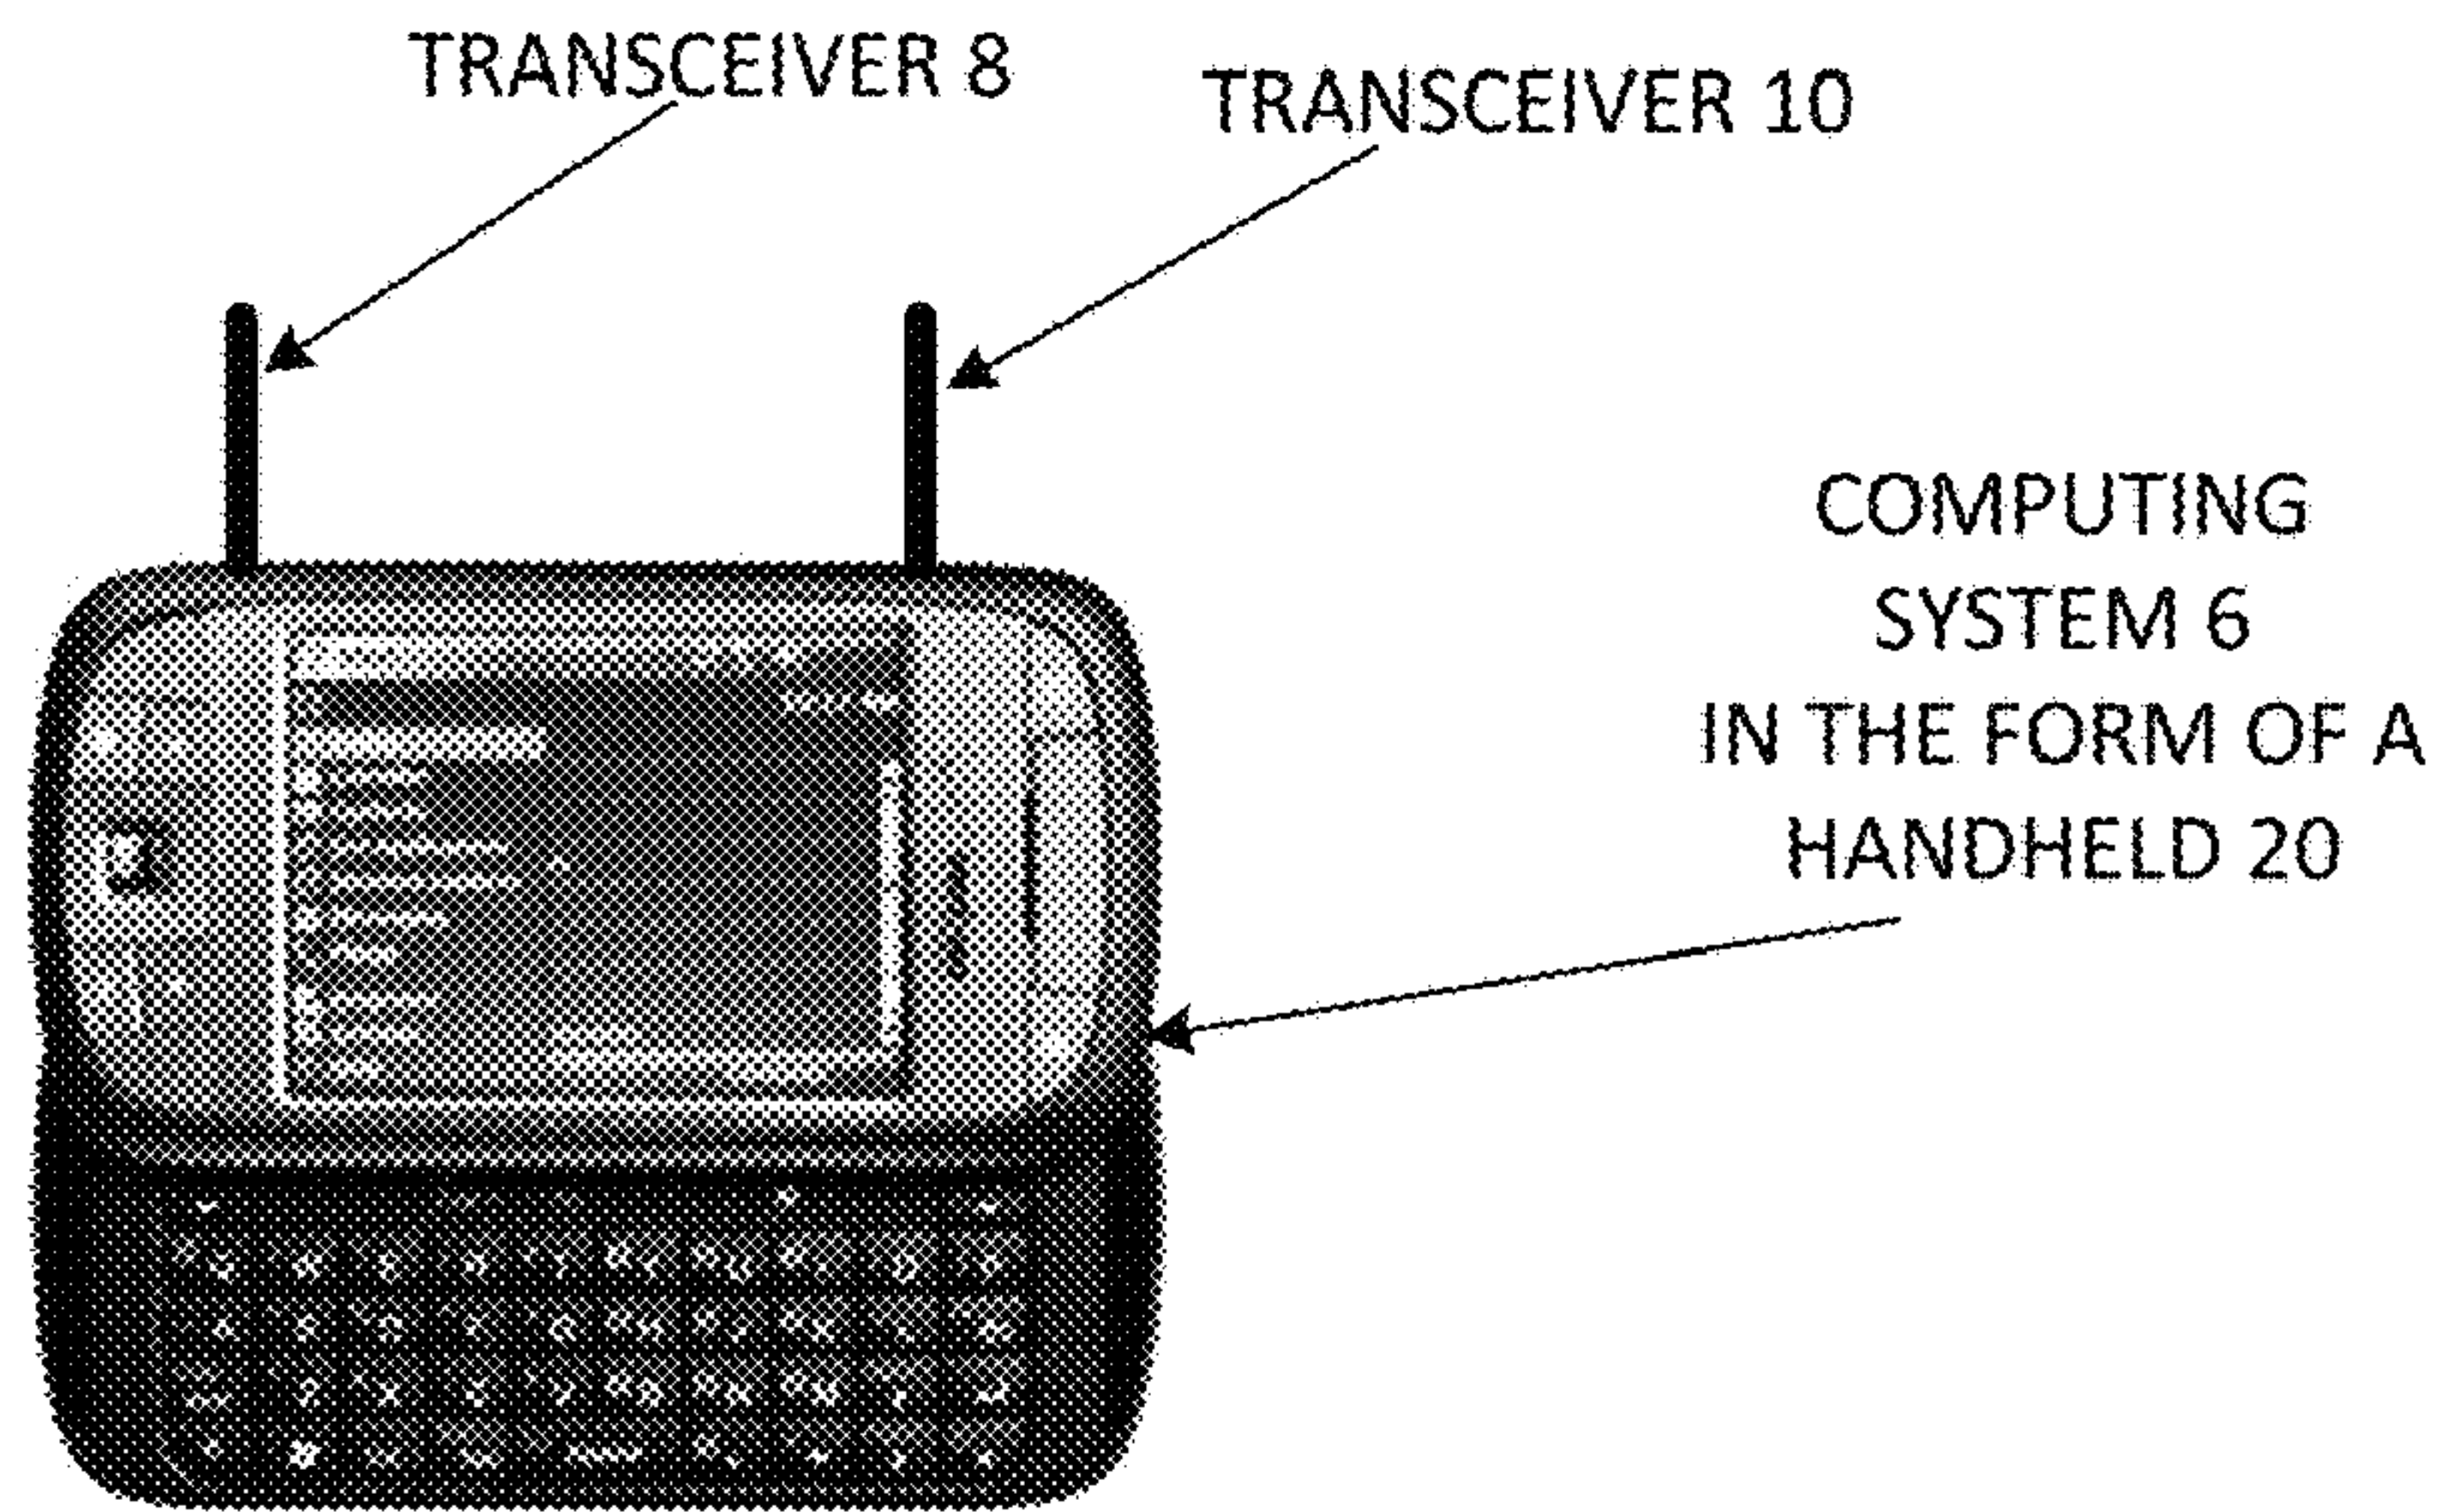 TRANSCEIVER 8
TRANSCEIVER 10
COMPUTING
SYSTEM 6
IN THE FORM OF A
HANDHELD 20